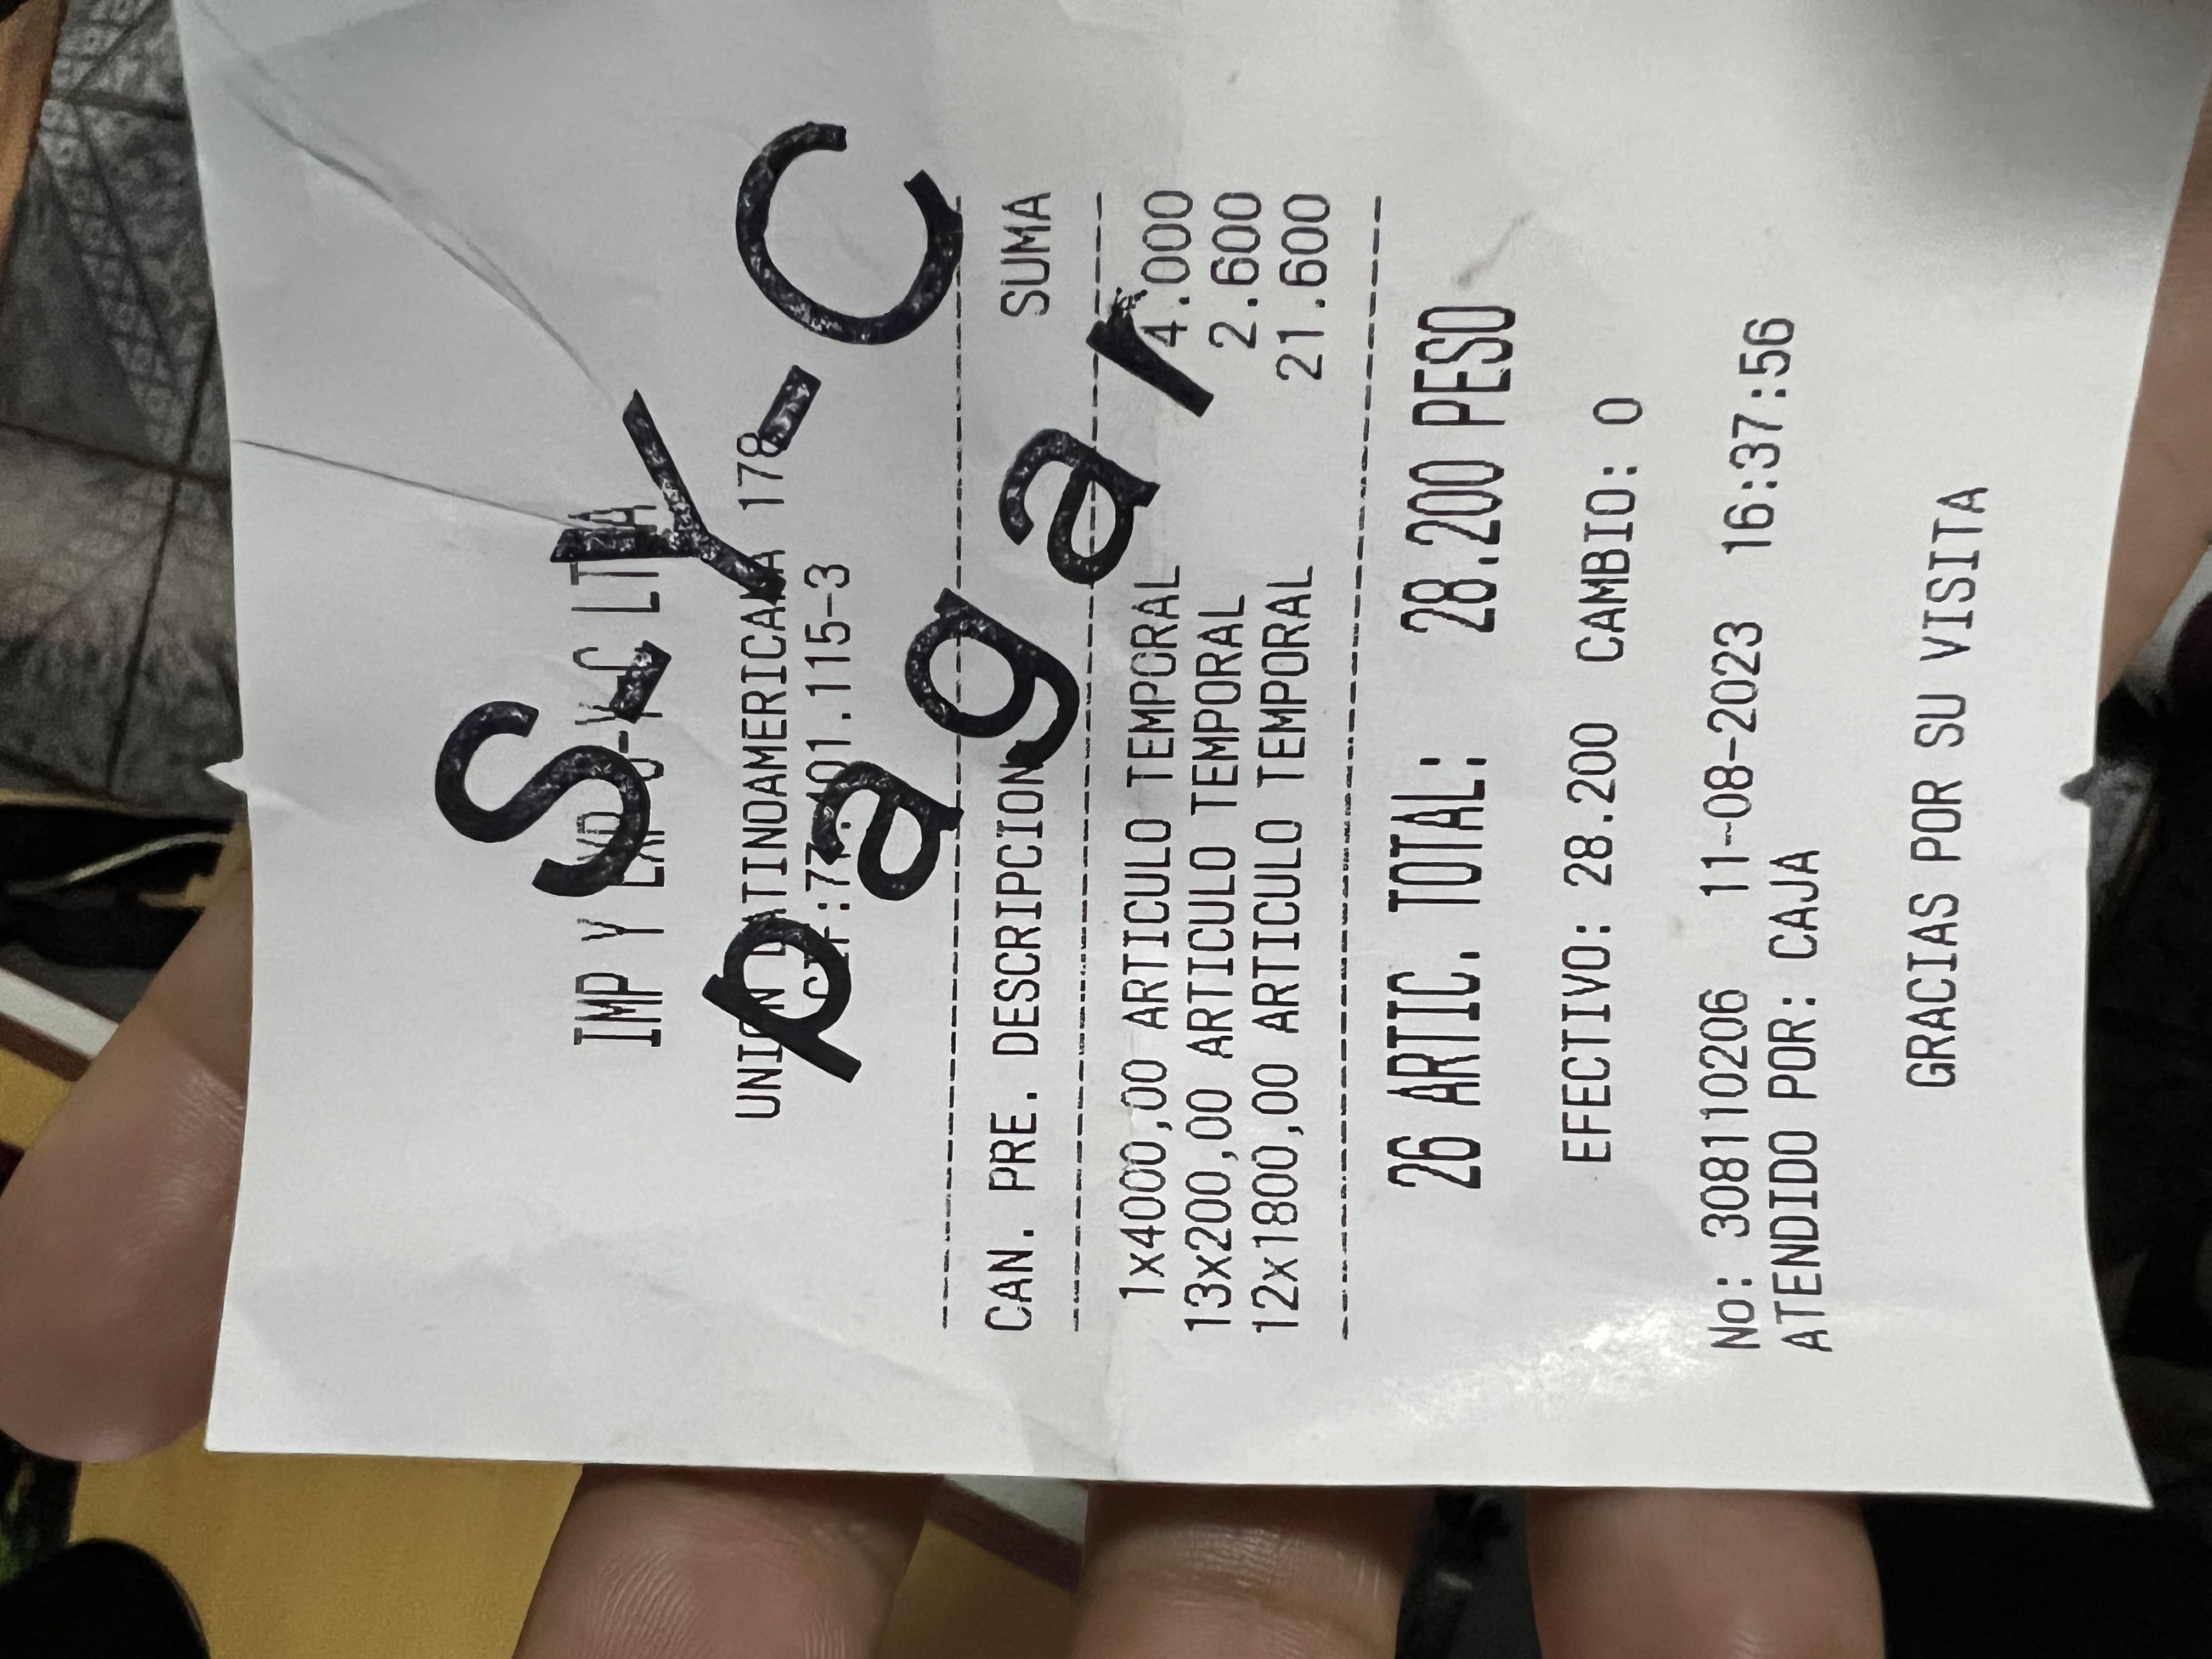 S-Y-C
pagar
IMP Y EXP S-Y-C LTDA
UNION LATINOAMERICANA 178
CIF:77.401.115-3
CAN. PRE. DESCRIPCION SUMA
1x4000,00 ARTICULO TEMPORAL 4.000
13x200,00 ARTICULO TEMPORAL 2.600
12x1800,00 ARTICULO TEMPORAL 21.600
26 ARTIC. TOTAL: 28.200 PESO
EFECTIVO: 28.200 CAMBIO: 0
No: 308110206 11-08-2023 16:37:56
ATENDIDO POR: CAJA
GRACIAS POR SU VISITA